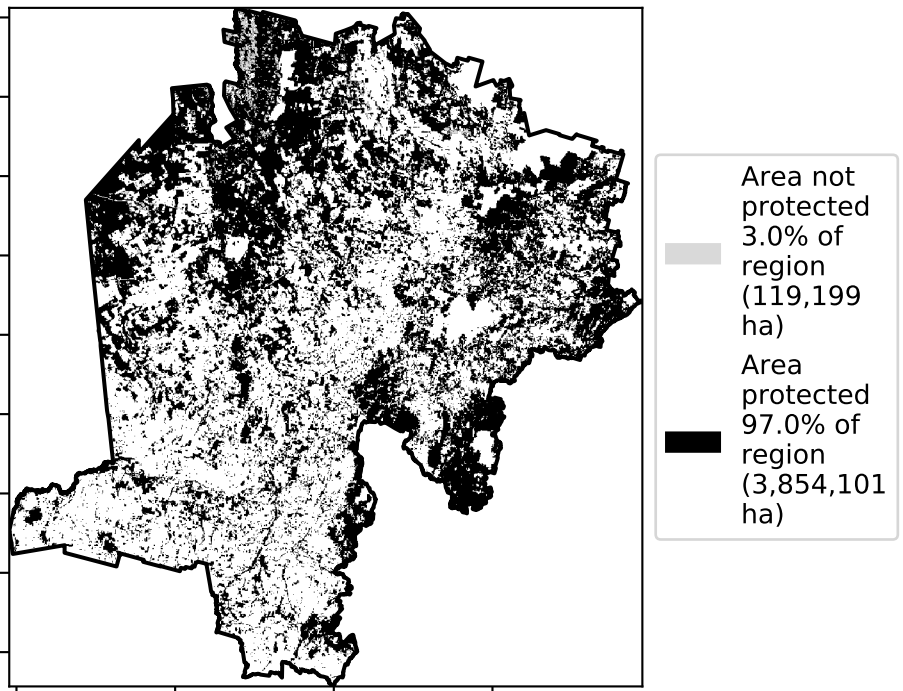 Area not
protected
3.0% of
region
(119,199
ha)
Area
protected
97.0% of
region
(3,854,101
ha)